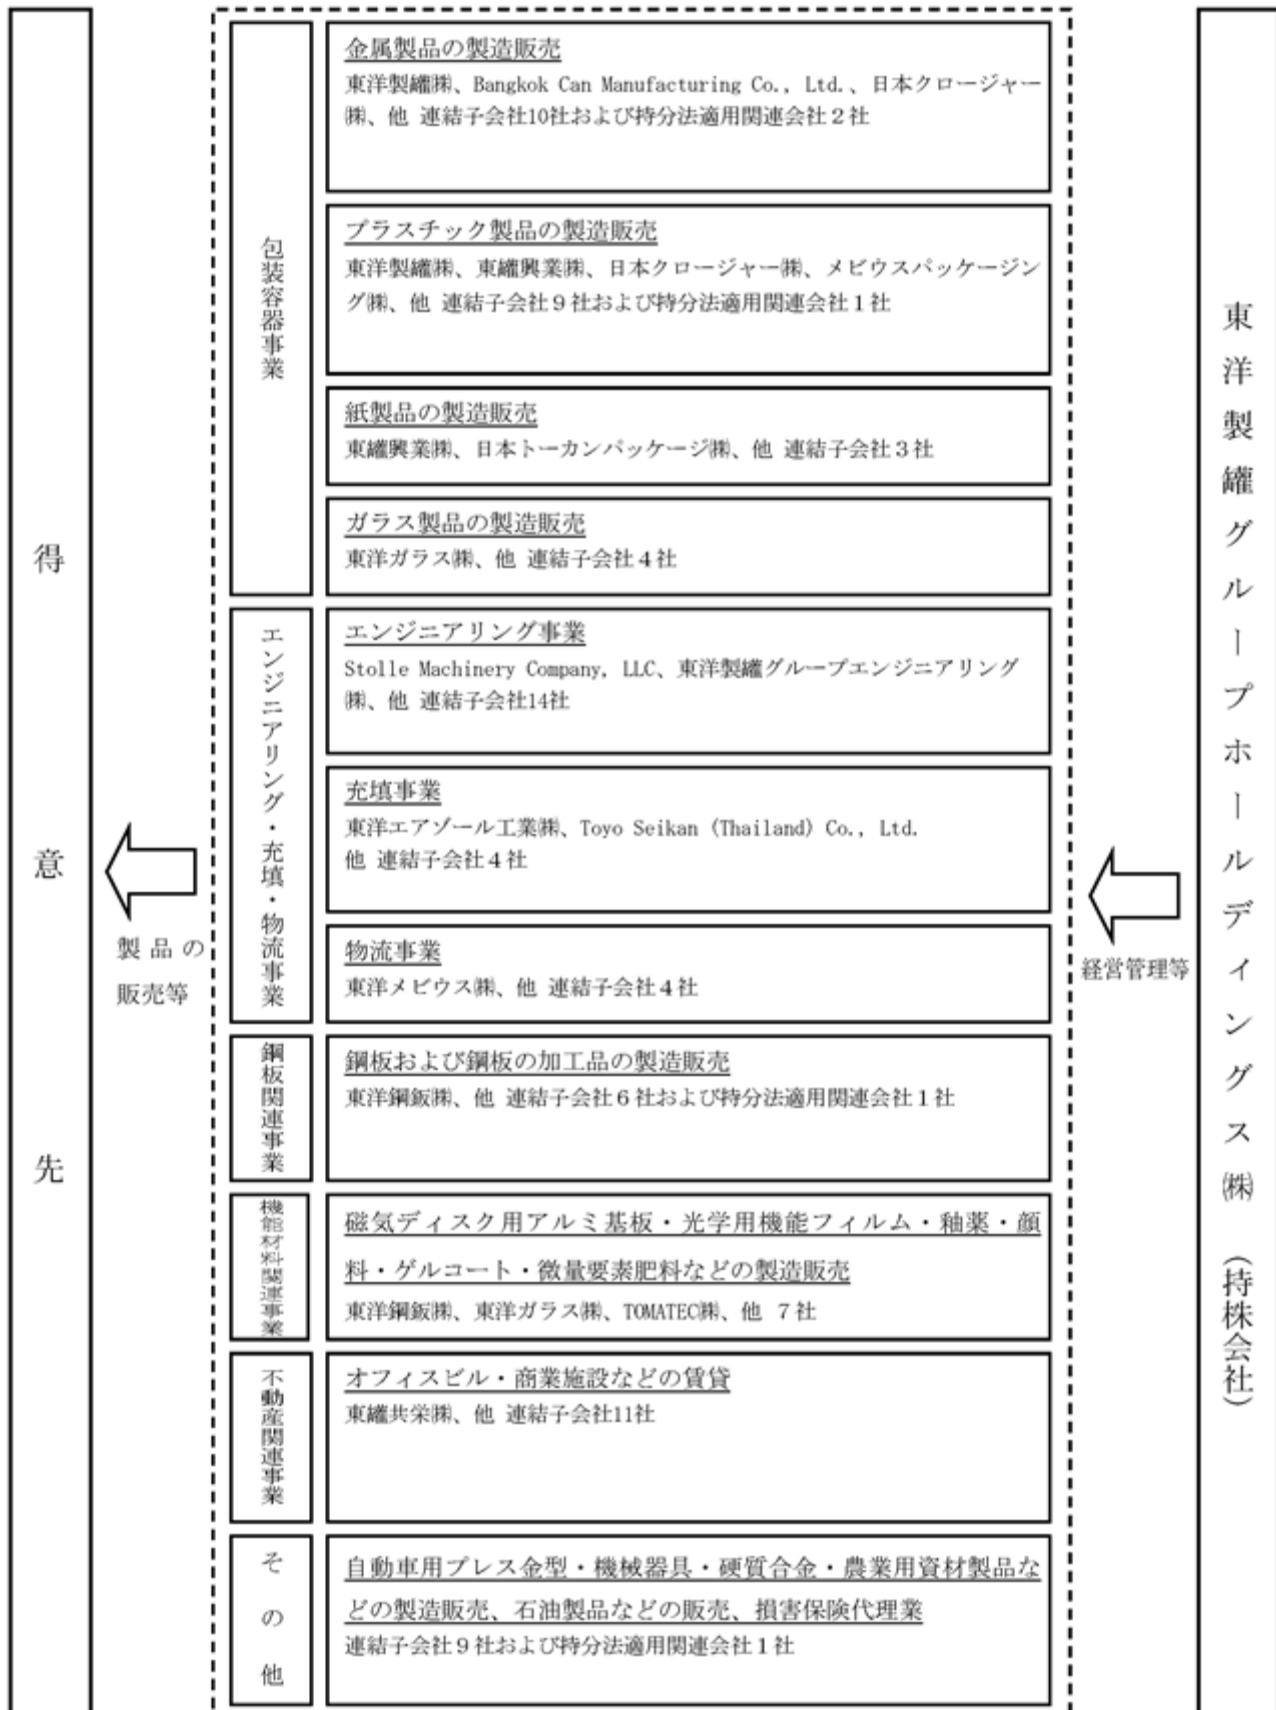 得意先
製品の
販売等
包装容器事業
金属製品の製造販売
東洋製罐㈱、Bangkok Can Manufacturing Co., Ltd.、日本クロージャー
㈱、他 連結子会社10社および持分法適用関連会社２社
プラスチック製品の製造販売
東洋製罐㈱、東罐興業㈱、日本クロージャー㈱、メビウスパッケージン
グ㈱、他 連結子会社９社および持分法適用関連会社１社
紙製品の製造販売
東罐興業㈱、日本トーカンパッケージ㈱、他 連結子会社３社
ガラス製品の製造販売
東洋ガラス㈱、他 連結子会社４社
エンジニアリング・充填・物流事業
エンジニアリング事業
Stolle Machinery Company, LLC、東洋製罐グループエンジニアリング
㈱、他 連結子会社14社
充填事業
東洋エアゾール工業㈱、Toyo Seikan (Thailand) Co., Ltd.
他 連結子会社４社
物流事業
東洋メビウス㈱、他 連結子会社４社
鋼板関連事業
鋼板および鋼板の加工品の製造販売
東洋鋼鈑㈱、他 連結子会社６社および持分法適用関連会社１社
機能材料関連事業
磁気ディスク用アルミ基板・光学用機能フィルム・釉薬・顔
料・ゲルコート・微量要素肥料などの製造販売
東洋鋼鈑㈱、東洋ガラス㈱、TOMATEC㈱、他 ７社
不動産関連事業
オフィスビル・商業施設などの賃貸
東罐共栄㈱、他 連結子会社11社
その他
自動車用プレス金型・機械器具・硬質合金・農業用資材製品な
どの製造販売、石油製品などの販売、損害保険代理業
連結子会社９社および持分法適用関連会社１社
経営管理等
東洋製罐グループホールディングス㈱ (持株会社)